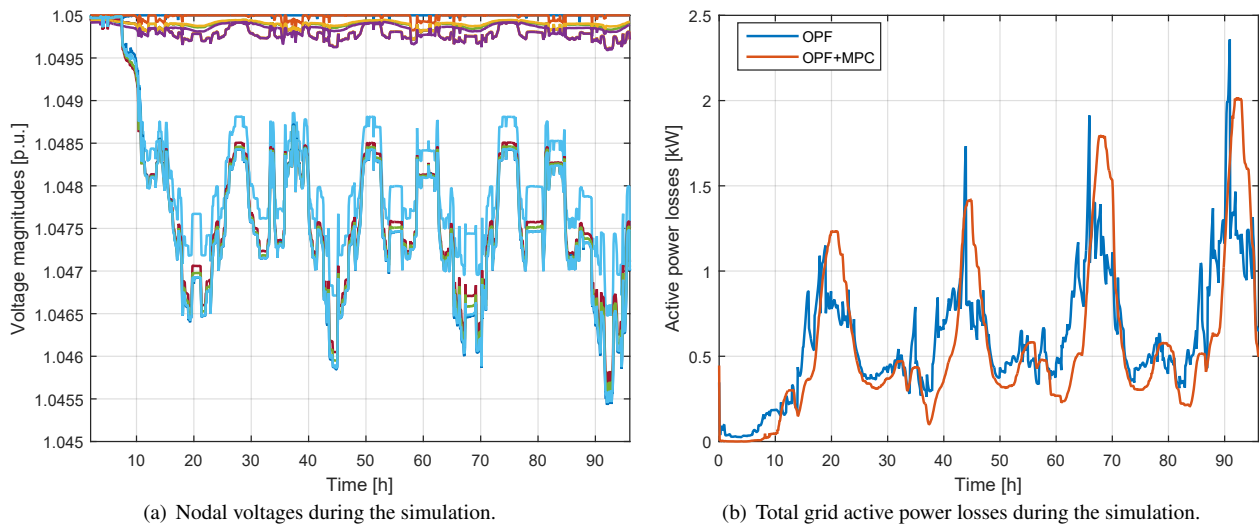 1.05
1.0495
1.049
1.0485
1.048
1.0475
1.047
1.0465
1.046
1.0455
1.045
Voltage magnitudes [p.u.]
10 20 30 40 50 60 70 80 90
Time [h]
(a) Nodal voltages during the simulation.
2.5
2
1.5
1
0.5
0
Active power losses [kW]
OPF
OPF+MPC
0 10 20 30 40 50 60 70 80 90
Time [h]
(b) Total grid active power losses during the simulation.